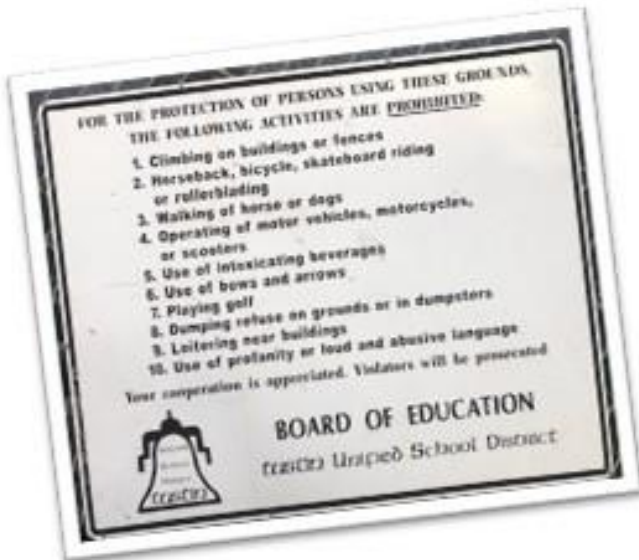 FOR THE PROTECTION OF PERSONS USING THESE GROUNDS,
THE FOLLOWING ACTIVITIES ARE PROHIBITED:
1. Climbing on buildings or fences
2. Horseback, bicycle, skateboard riding
or rollerblading
3. Walking of horse or dogs
4. Operating of motor vehicles, motorcycles,
or scooters
5. Use of intoxicating beverages
6. Use of bows and arrows
7. Playing golf
8. Dumping refuse on grounds or in dumpsters
9. Loitering near buildings
10. Use of profanity or loud and abusive language
Your cooperation is appreciated. Violators will be prosecuted
BOARD OF EDUCATION
Tustin Unified School District
Tustin